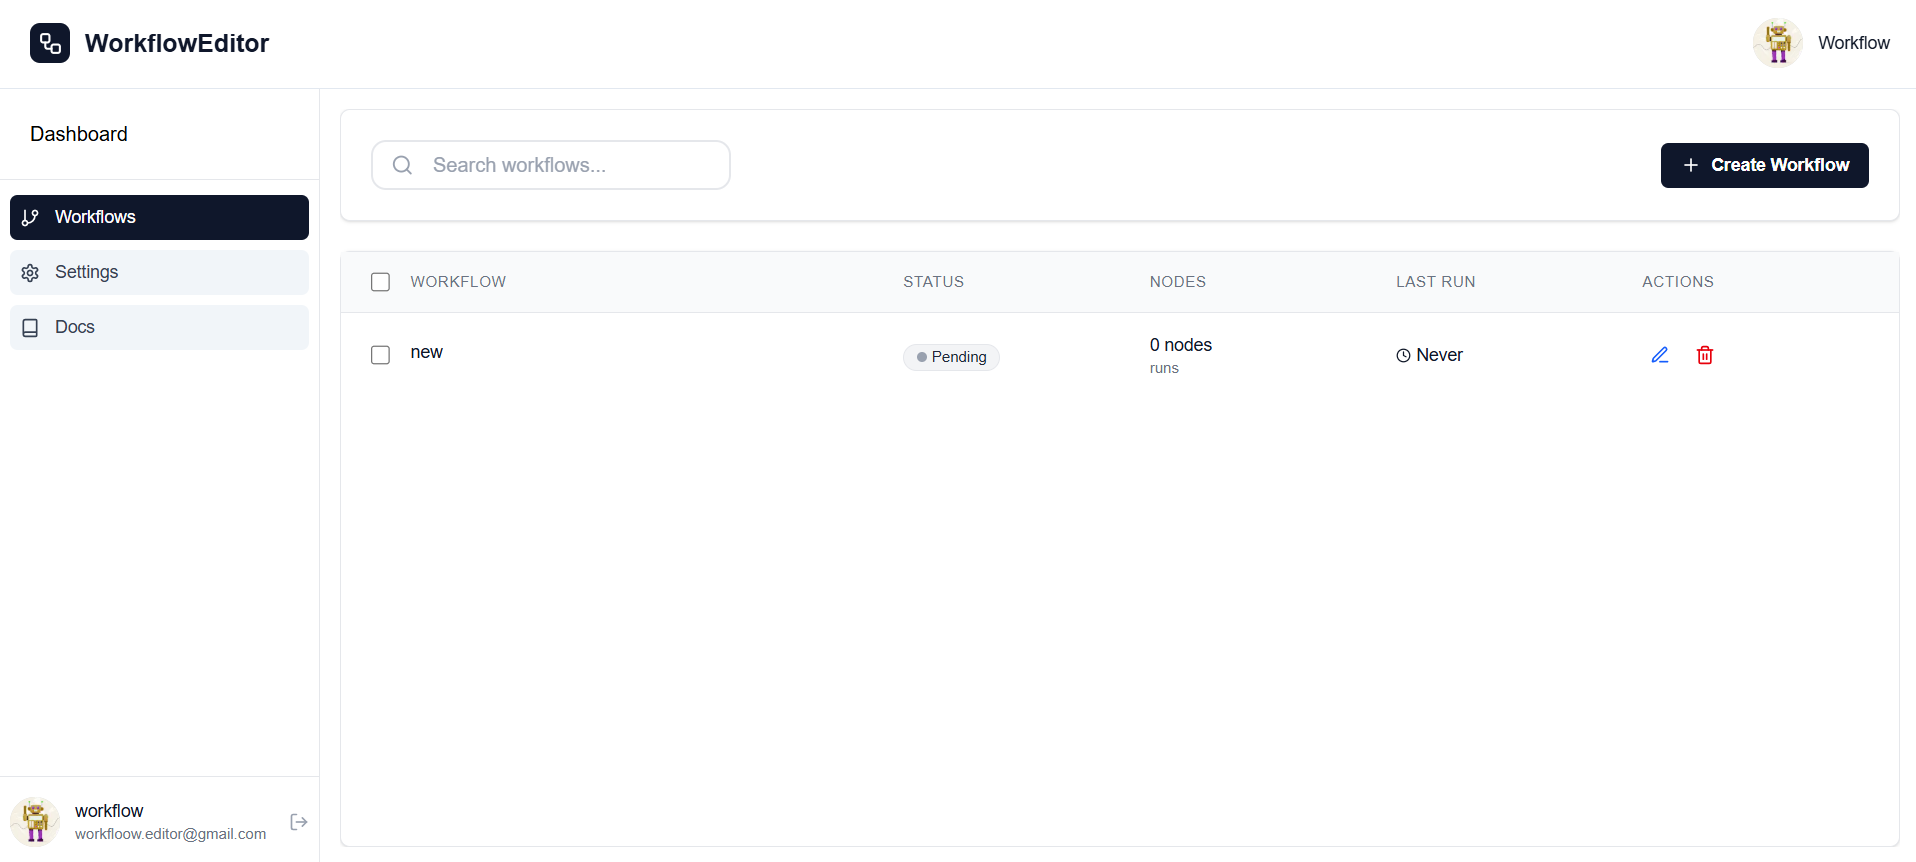 WorkflowEditor
Workflow
Dashboard
Workflows
Settings
Docs
Search workflows...
Create Workflow
WORKFLOW STATUS NODES LAST RUN ACTIONS
new Pending 0 nodes Never
runs
workflow
workfloow.editor@gmail.com